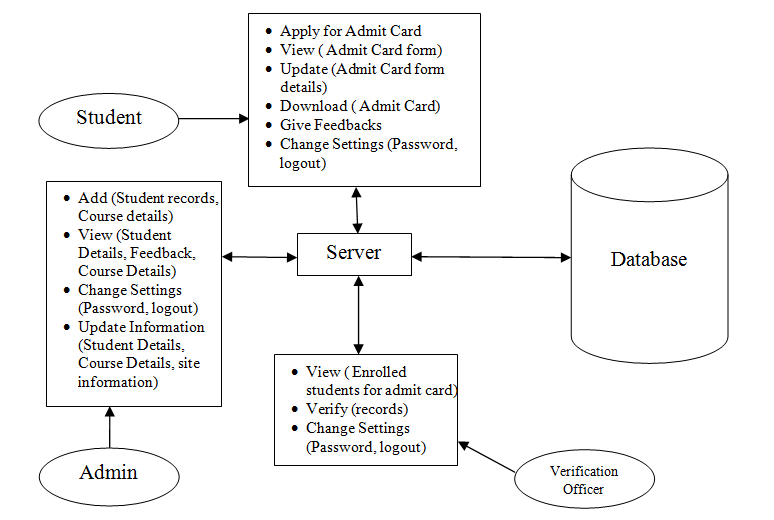 • Apply for Admit Card
• View ( Admit Card form)
• Update (Admit Card form
details)
• Download ( Admit Card)
• Give Feedbacks
• Change Settings (Password,
logout)
Student
• Add (Student records,
Course details)
• View (Student
Details, Feedback,
Course Details)
• Change Settings
(Password, logout)
• Update Information
(Student Details,
Course Details, site
information)
Server
Database
• View ( Enrolled
students for admit card)
• Verify (records)
• Change Settings
(Password, logout)
Admin
Verification
Officer